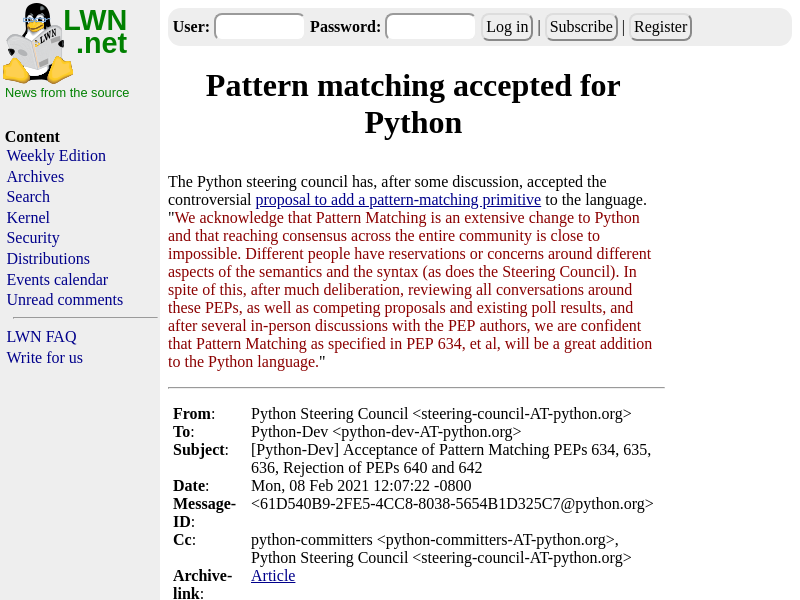 LWN
.net
News from the source
Content
Weekly Edition
Archives
Search
Kernel
Security
Distributions
Events calendar
Unread comments
LWN FAQ
Write for us
User: Password: Log in | Subscribe | Register
Pattern matching accepted for
Python
The Python steering council has, after some discussion, accepted the
controversial proposal to add a pattern-matching primitive to the language.
"We acknowledge that Pattern Matching is an extensive change to Python
and that reaching consensus across the entire community is close to
impossible. Different people have reservations or concerns around different
aspects of the semantics and the syntax (as does the Steering Council). In
spite of this, after much deliberation, reviewing all conversations around
these PEPs, as well as competing proposals and existing poll results, and
after several in-person discussions with the PEP authors, we are confident
that Pattern Matching as specified in PEP 634, et al, will be a great addition
to the Python language."
From: Python Steering Council <steering-council-AT-python.org>
To: Python-Dev <python-dev-AT-python.org>
Subject: [Python-Dev] Acceptance of Pattern Matching PEPs 634, 635,
636, Rejection of PEPs 640 and 642
Date: Mon, 08 Feb 2021 12:07:22 -0800
Message- <61D540B9-2FE5-4CC8-8038-5654B1D325C7@python.org>
ID:
Cc: python-committers <python-committers-AT-python.org>,
Python Steering Council <steering-council-AT-python.org>
Archive- Article
link: